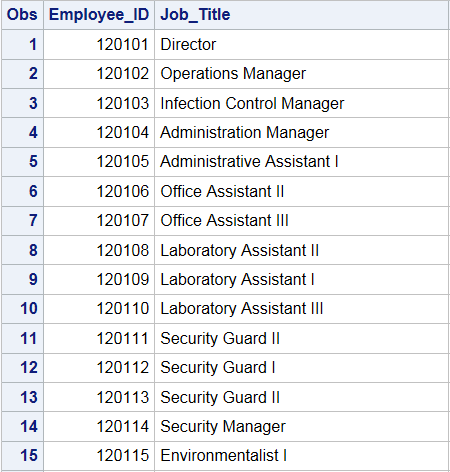 Obs Employee_ID Job_Title
1 120101 Director
2 120102 Operations Manager
3 120103 Infection Control Manager
4 120104 Administration Manager
5 120105 Administrative Assistant I
6 120106 Office Assistant II
7 120107 Office Assistant III
8 120108 Laboratory Assistant II
9 120109 Laboratory Assistant I
10 120110 Laboratory Assistant III
11 120111 Security Guard II
12 120112 Security Guard I
13 120113 Security Guard II
14 120114 Security Manager
15 120115 Environmentalist I